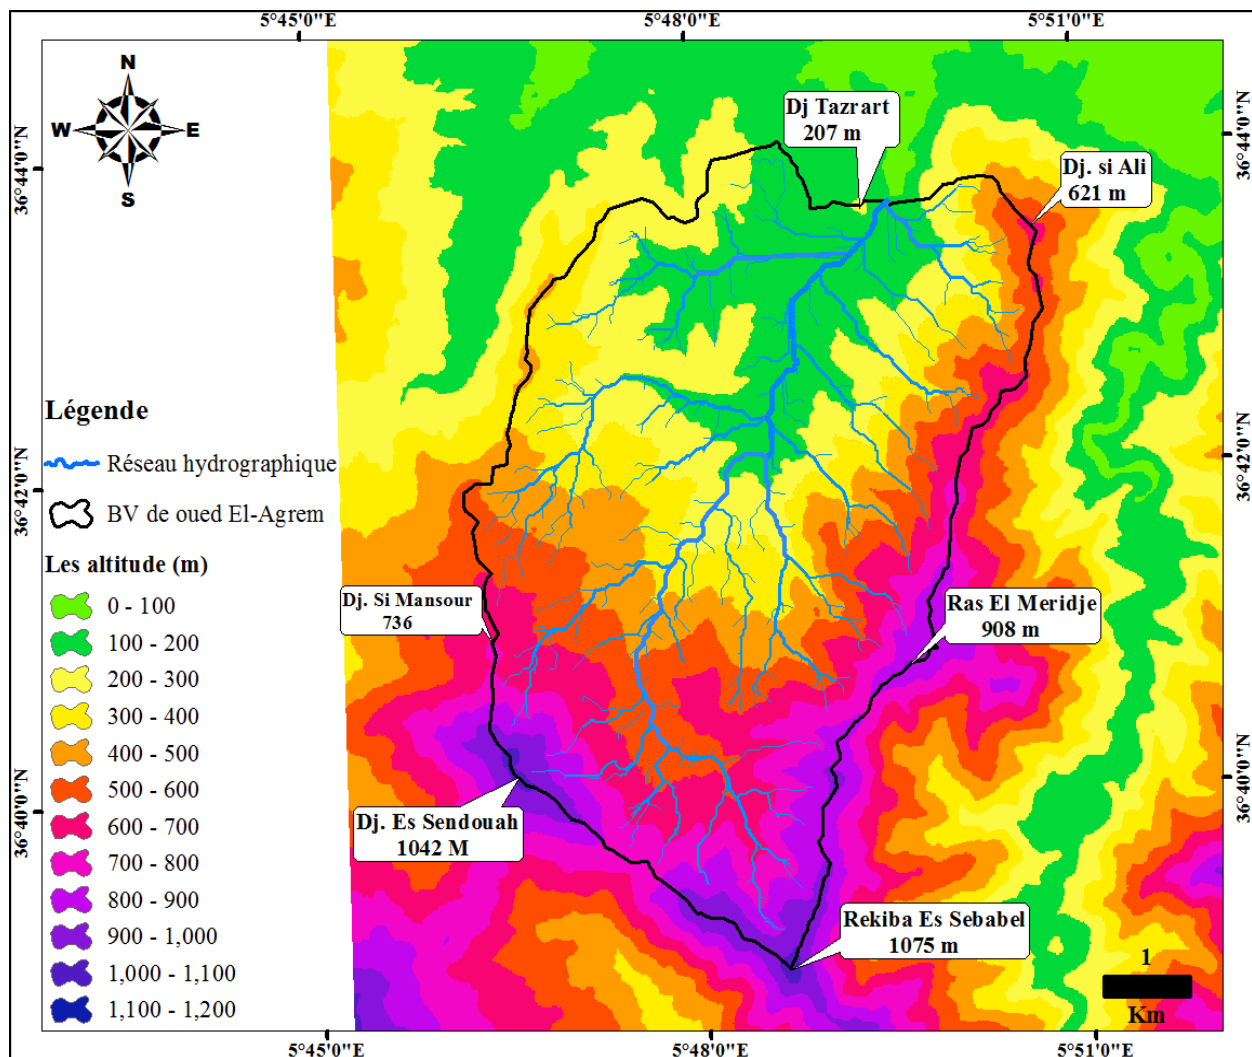 5°45'0"E
5°48'0"E
5°51'0"E
N
W
E
S
36°44'0"N
36°42'0"N
36°40'0"N
36°44'0"N
36°42'0"N
36°40'0"N
Dj Tazrart
207 m
Dj. si Ali
621 m
Légende
Réseau hydrographique
BV de oued El-Agrem
Les altitude (m)
0 - 100
100 - 200
200 - 300
300 - 400
400 - 500
500 - 600
600 - 700
700 - 800
800 - 900
900 - 1,000
1,000 - 1,100
1,100 - 1,200
Dj. Si Mansour
736
Ras El Meridje
908 m
Dj. Es Sendouah
1042 M
Rekiba Es Sebabel
1075 m
1
Km
5°45'0"E
5°48'0"E
5°51'0"E